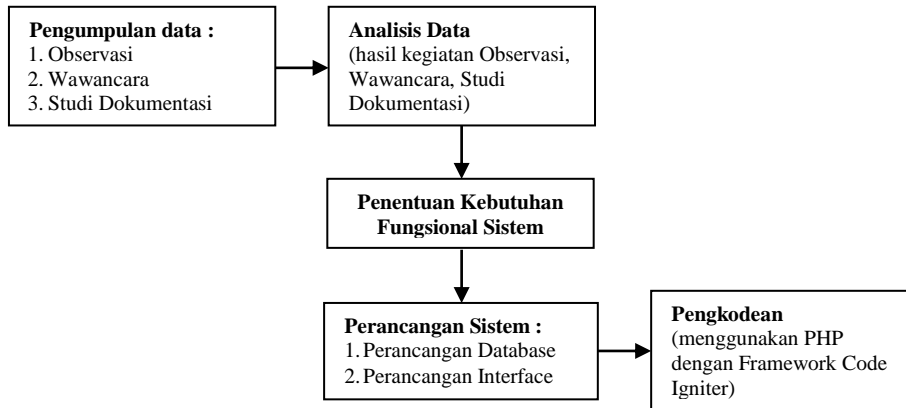 Pengumpulan data :
1. Observasi
2. Wawancara
3. Studi Dokumentasi
Analisis Data
(hasil kegiatan Observasi,
Wawancara, Studi
Dokumentasi)
Penentuan Kebutuhan
Fungsional Sistem
Perancangan Sistem :
1. Perancangan Database
2. Perancangan Interface
Pengkodean
(menggunakan PHP
dengan Framework Code
Igniter)